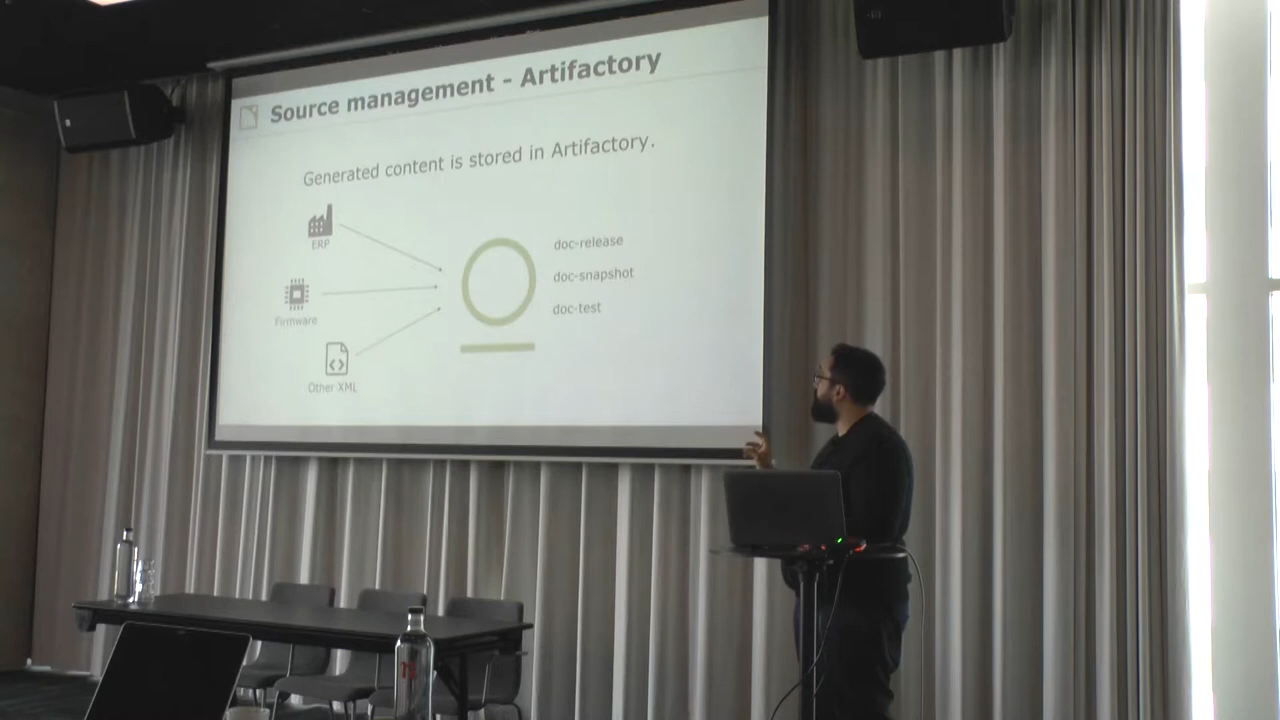 Source management - Artifactory
Generated content is stored in Artifactory.
ERP
Firmware
Other XML
doc-release
doc-snapshot
doc-test